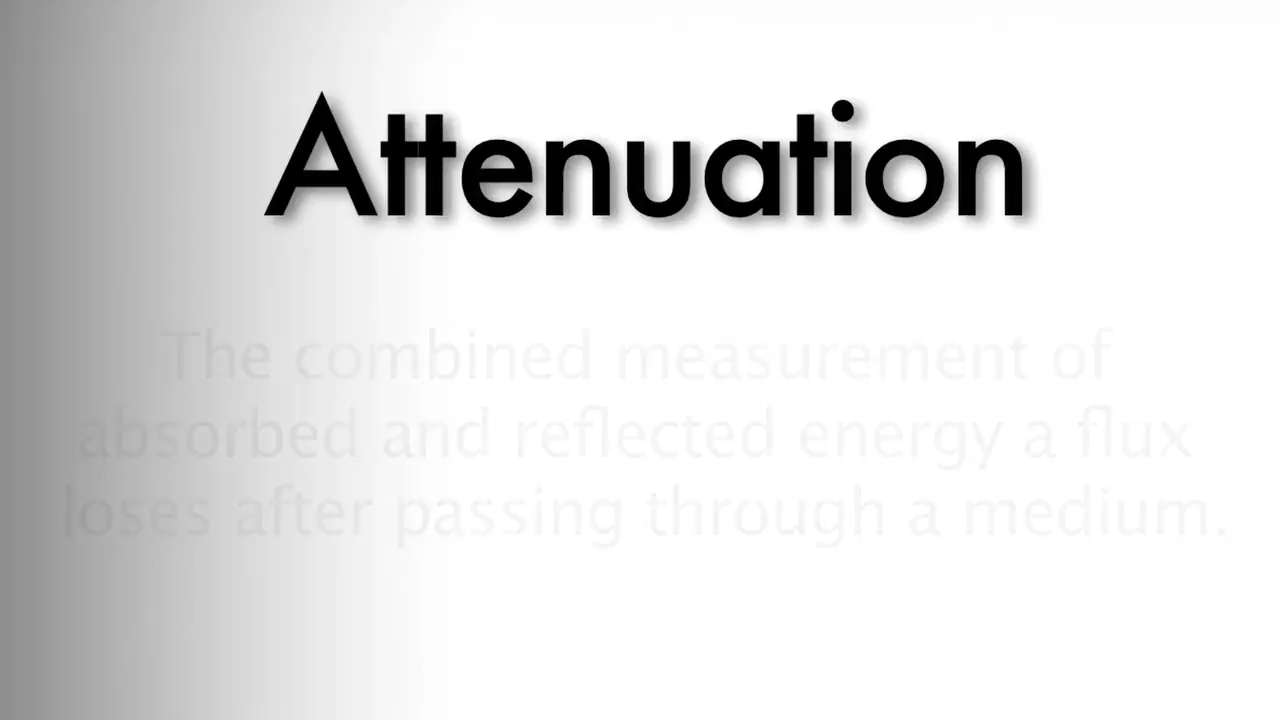 Attenuation
The combined measurement of
absorbed and reflected energy a flux
loses after passing through a medium.